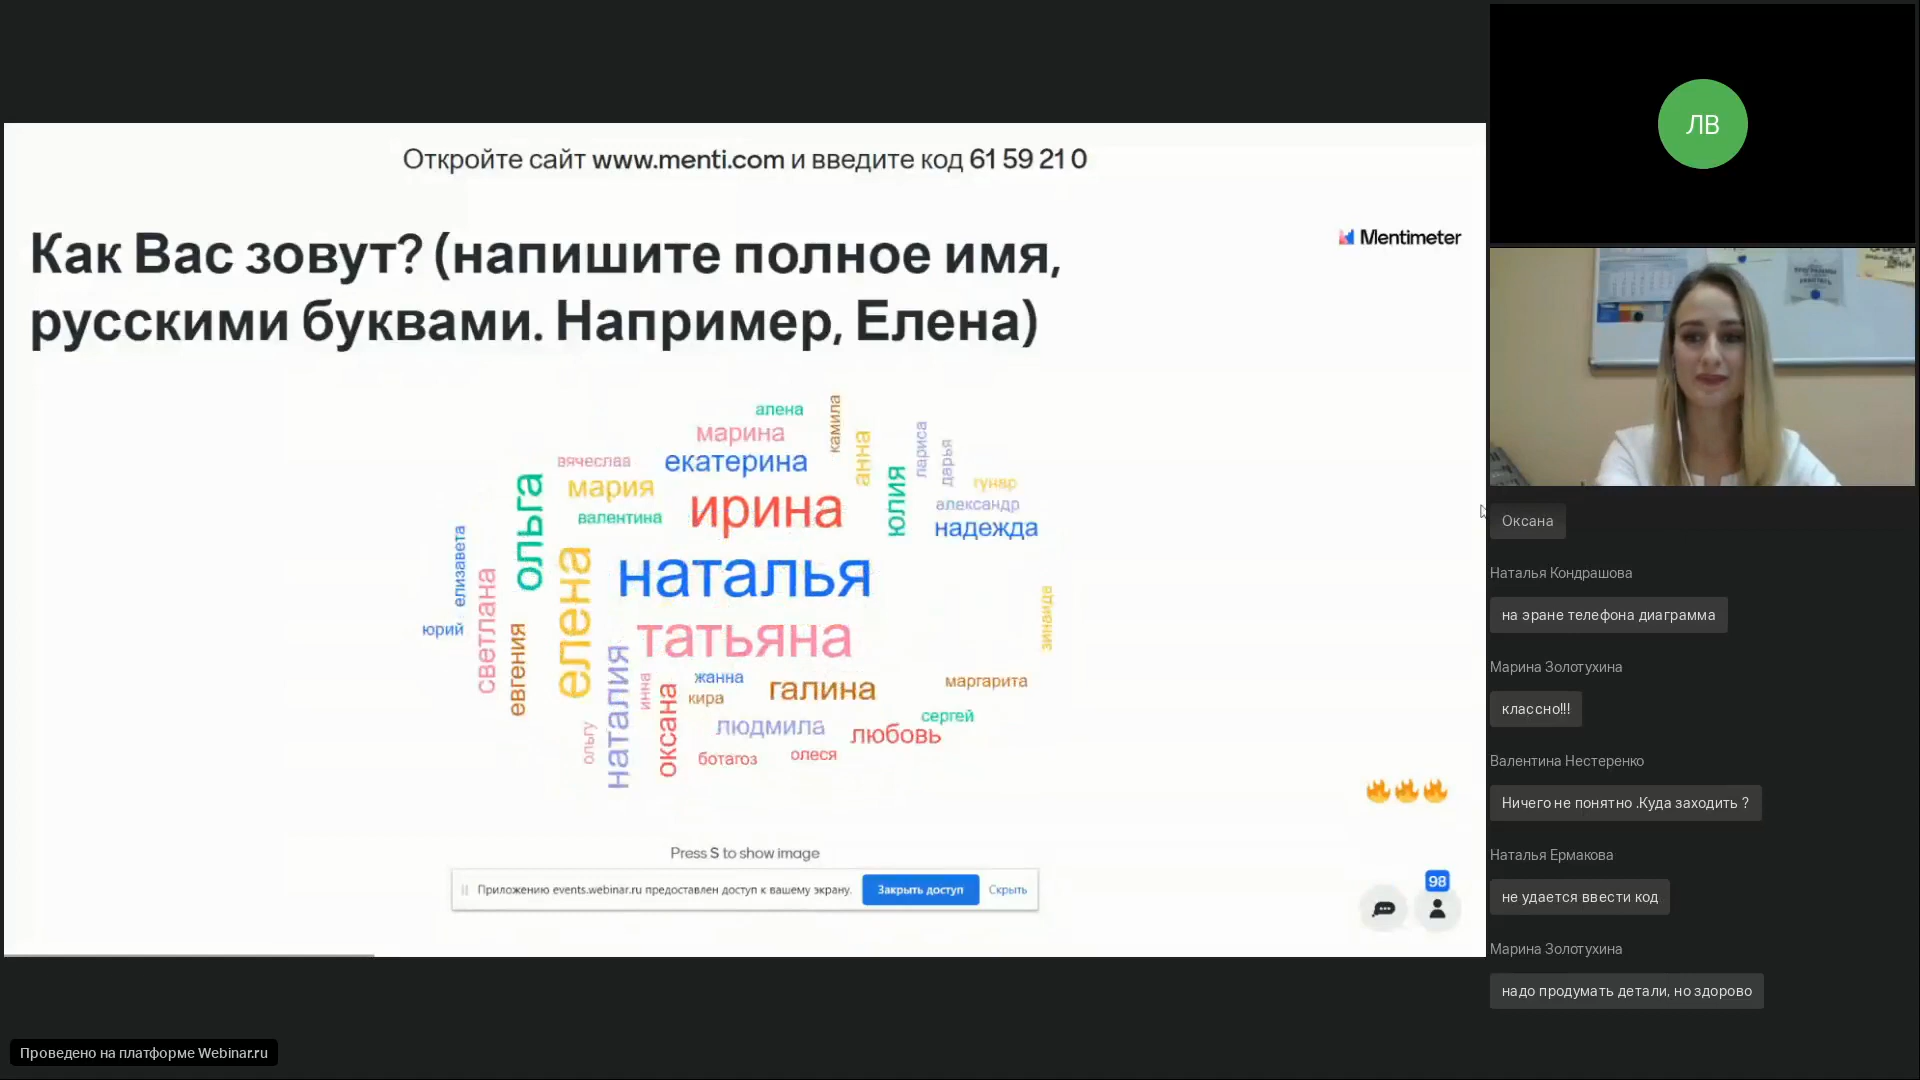 Откройте сайт www.menti.com и введите код 61 59 21 0
Как Вас зовут? (напишите полное имя,
русскими буквами. Например, Елена)
Mentimeter
алена
камила
марина
анна
лариса
дарья
вячеслав
екатерина
мария
ирина
юлия
гунар
александр
валентина
надежда
ольга
елизавета
наталья
елена
светлана
зинаида
юрий
евгения
татьяна
наталия
инна
жанна
галина
маргарита
кира
оксана
людмила
сергей
любовь
ольгу
ботагоз
олеся
Press S to show image
Приложению events.webinar.ru предоставлен доступ к вашему экрану.
Закрыть доступ
Скрыть
98
Проведено на платформе Webinar.ru
ЛВ
Оксана
Наталья Кондрашова
на эране телефона диаграмма
Марина Золотухина
классно!!!
Валентина Нестеренко
Ничего не понятно .Куда заходить ?
Наталья Ермакова
не удается ввести код
Марина Золотухина
надо продумать детали, но здорово